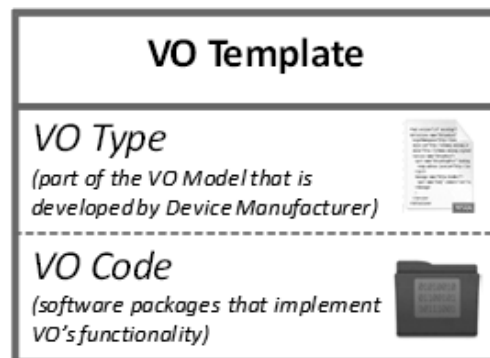 VO Template
VO Type
(part of the VO Model that is
developed by Device Manufacturer)
VO Code
(software packages that implement
VO's functionality)